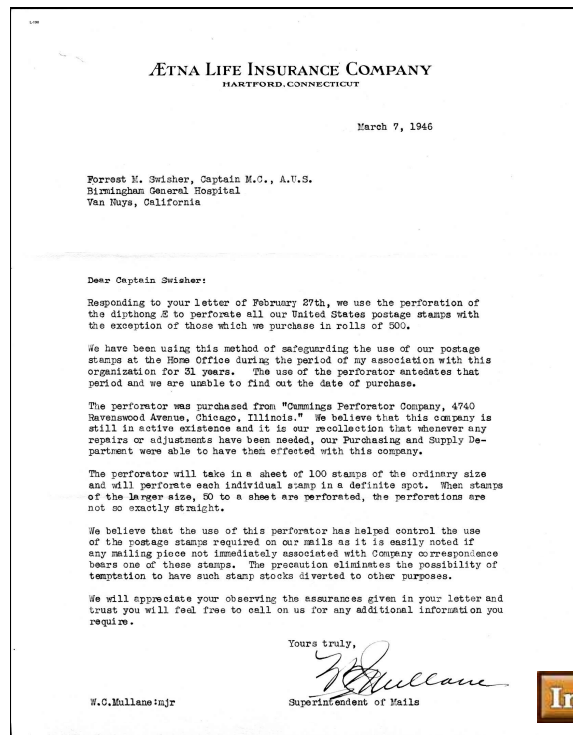 ÆTNA LIFE INSURANCE COMPANY
HARTFORD, CONNECTICUT
March 7, 1946
Forrest M. Swisher, Captain M.C., A.U.S.
Birmingham General Hospital
Van Nuys, California
Dear Captain Swisher:
Responding to your letter of February 27th, we use the perforation of
the dipthong Æ to perforate all our United States postage stamps with
the exception of those which we purchase in rolls of 500.
We have been using this method of safeguarding the use of our postage
stamps at the Home Office during the period of my association with this
organization for 31 years. The use of the perforator antedates that
period and we are unable to find out the date of purchase.
The perforator was purchased from "Cummings Perforator Company, 4740
Ravenswood Avenue, Chicago, Illinois." We believe that this company is
still in active existence and it is our recollection that whenever any
repairs or adjustments have been needed, our Purchasing and Supply De-
partment were able to have them effected with this company.
The perforator will take in a sheet of 100 stamps of the ordinary size
and will perforate each individual stamp in a definite spot. When stamps
of the larger size, 50 to a sheet are perforated, the perforations are
not so exactly straight.
We believe that the use of this perforator has helped control the use
of the postage stamps required on our mails as it is easily noted if
any mailing piece not immediately associated with Company correspondence
bears one of these stamps. The precaution eliminates the possibility of
temptation to have such stamp stocks diverted to other purposes.
We will appreciate your observing the assurances given in your letter and
trust you will feel free to call on us for any additional information you
require.
Yours truly,
W.C.Mullane
W.C.Mullane:mjr
Superintendent of Mails
In